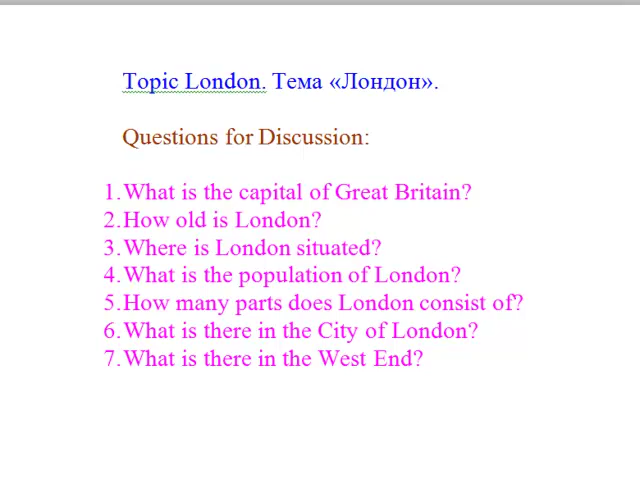 Topic London. Тема «Лондон».
Questions for Discussion:
1.What is the capital of Great Britain?
2.How old is London?
3.Where is London situated?
4.What is the population of London?
5.How many parts does London consist of?
6.What is there in the City of London?
7.What is there in the West End?